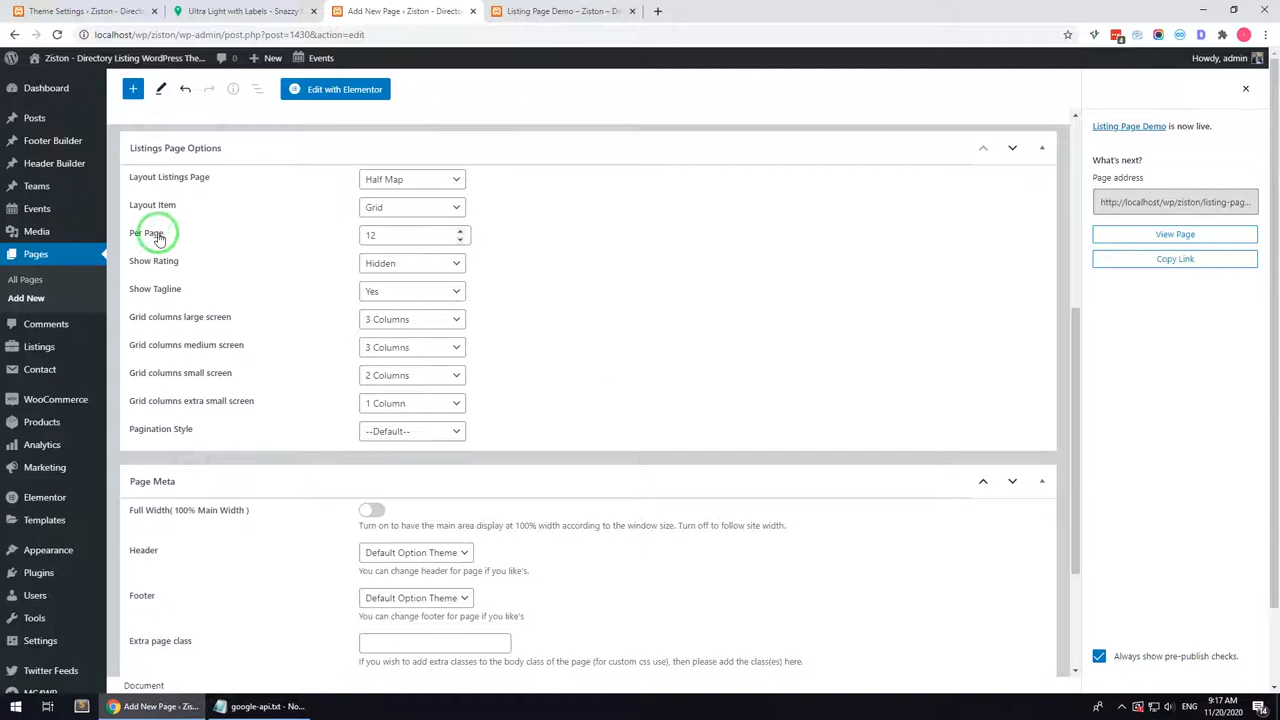 Theme Settings ‹ Ziston – Directo
Ultra Light with Labels - Snazzy M
Add New Page ‹ Ziston – Directory
Listing Page Demo – Ziston – Dir
localhost/wp/ziston/wp-admin/post.php?post=1430&action=edit
Ziston - Directory Listing WordPress The...
0
New
Events
Howdy, admin
Dashboard
Posts
Footer Builder
Header Builder
Teams
Events
Media
Pages
All Pages
Add New
Comments
Listings
Contact
WooCommerce
Products
Analytics
Marketing
Elementor
Templates
Appearance
Plugins
Users
Tools
Settings
Twitter Feeds
Edit with Elementor
Listings Page Options
Layout Listings Page Half Map
Layout Item Grid
Per Page 12
Show Rating Hidden
Show Tagline Yes
Grid columns large screen 3 Columns
Grid columns medium screen 3 Columns
Grid columns small screen 2 Columns
Grid columns extra small screen 1 Column
Pagination Style --Default--
Page Meta
Full Width( 100% Main Width )
Turn on to have the main area display at 100% width according to the window size. Turn off to follow site width.
Header Default Option Theme
You can change header for page if you like's.
Footer Default Option Theme
You can change footer for page if you like's
Extra page class
If you wish to add extra classes to the body class of the page (for custom css use), then please add the class(es) here.
Document
Listing Page Demo is now live.
What's next?
Page address
http://localhost/wp/ziston/listing-pag...
View Page
Copy Link
Always show pre-publish checks.
Add New Page ‹ Zis...
google-api.txt - No...
ENG
9:17 AM
11/20/2020
14